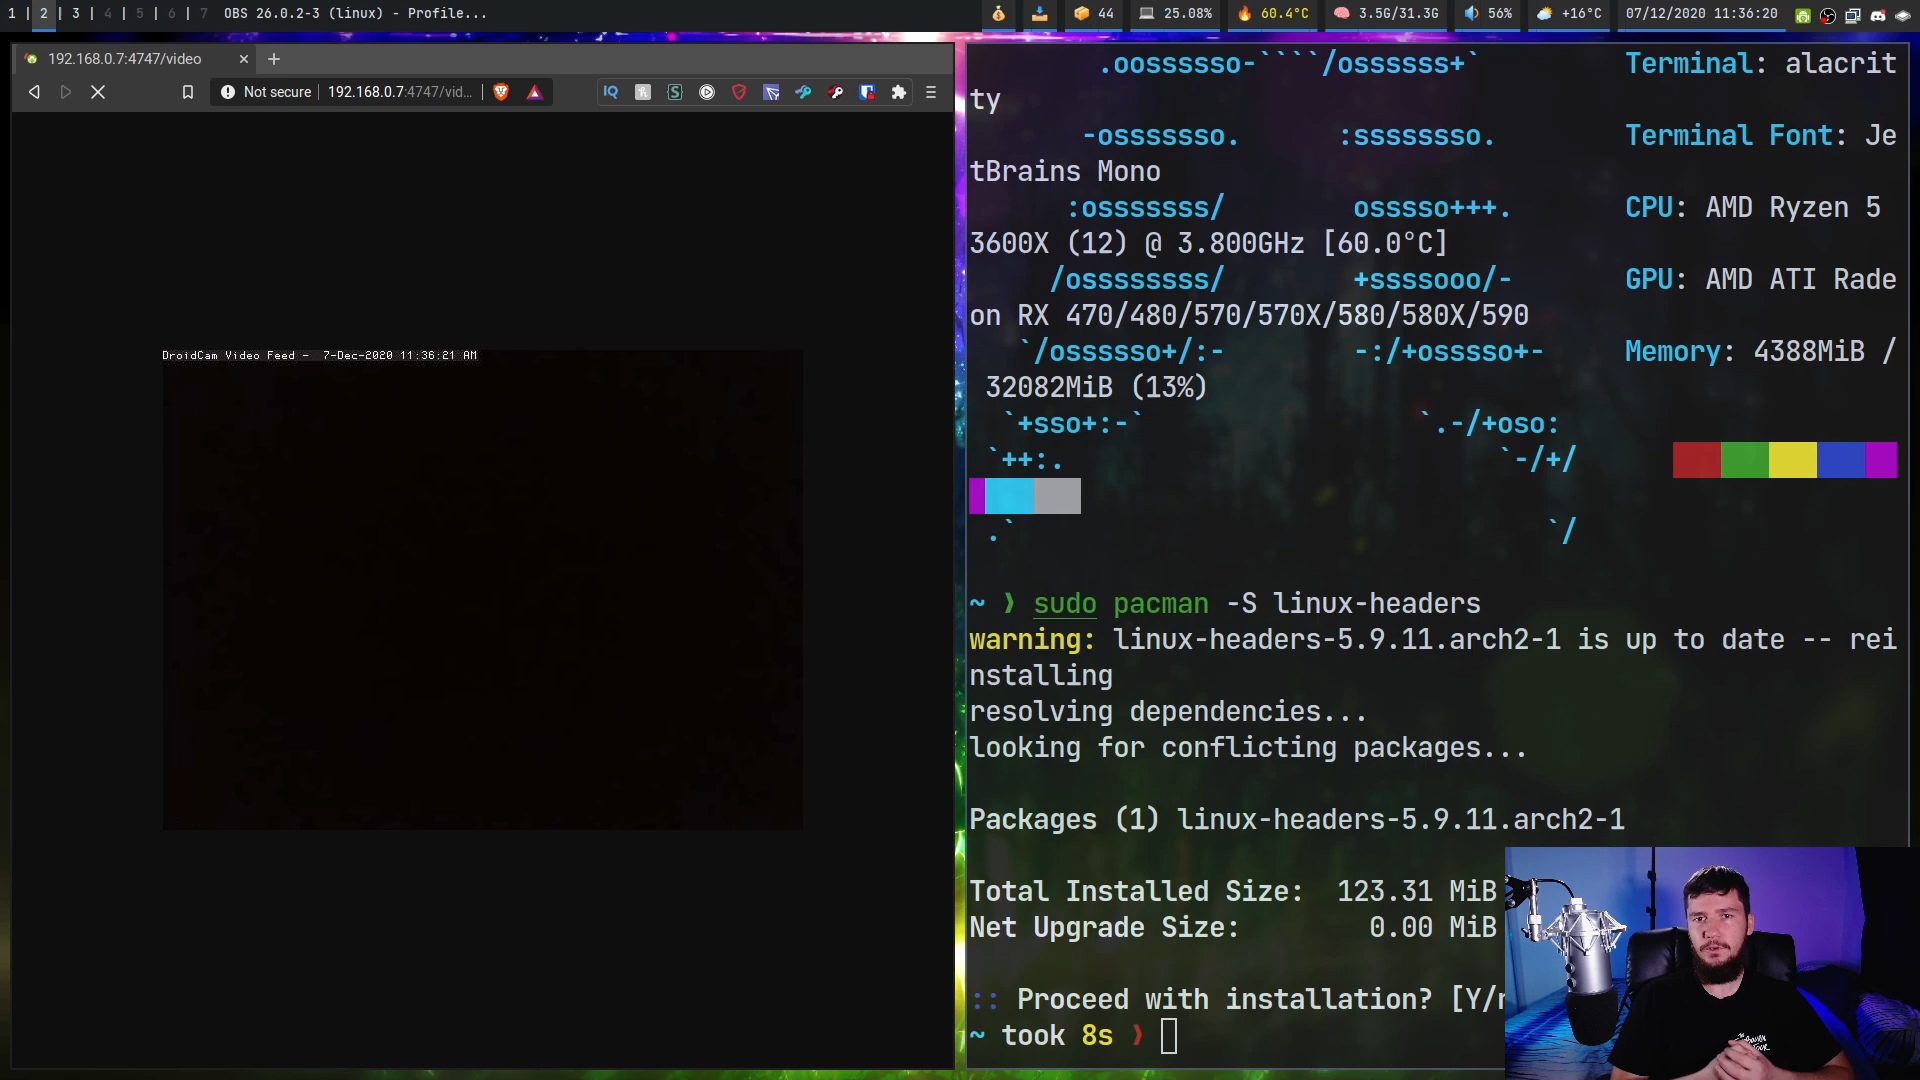 1 | 2 | 3 | 4 | 5 | 6 | 7 OBS 26.0.2-3 (linux) - Profile...
44 25.08% 60.4°C 3.5G/31.3G 56% +16°C 07/12/2020 11:36:20
192.168.0.7:4747/video
Not secure 192.168.0.7:4747/vid...
DroidCam Video Feed - 7-Dec-2020 11:36:21 AM
.oossssso-````/ossssss+` Terminal: alacrit
ty
-osssssso. :ssssssso. Terminal Font: Je
tBrains Mono
:osssssss/ osssso+++. CPU: AMD Ryzen 5
3600X (12) @ 3.800GHz [60.0°C]
/ossssssss/ +ssssooo/- GPU: AMD ATI Rade
on RX 470/480/570/570X/580/580X/590
`/ossssso+/:- -:/+osssso+- Memory: 4388MiB /
32082MiB (13%)
`+sso+:-` `.-/+oso:
`++:. `-/+/
.` `/
~ ❯ sudo pacman -S linux-headers
warning: linux-headers-5.9.11.arch2-1 is up to date -- rei
nstalling
resolving dependencies...
looking for conflicting packages...
Packages (1) linux-headers-5.9.11.arch2-1
Total Installed Size: 123.31 MiB
Net Upgrade Size: 0.00 MiB
:: Proceed with installation? [Y/n
~ took 8s ❯